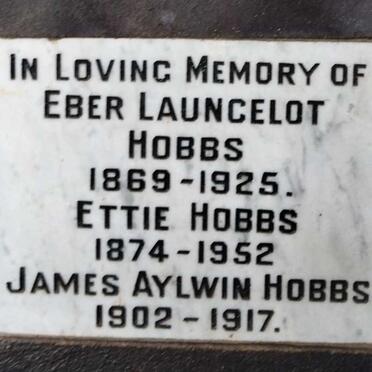 IN LOVING MEMORY OF
EBER LAUNCELOT
HOBBS
1869-1925.
ETTIE HOBBS
1874-1952
JAMES AYLWIN HOBBS
1902-1917.